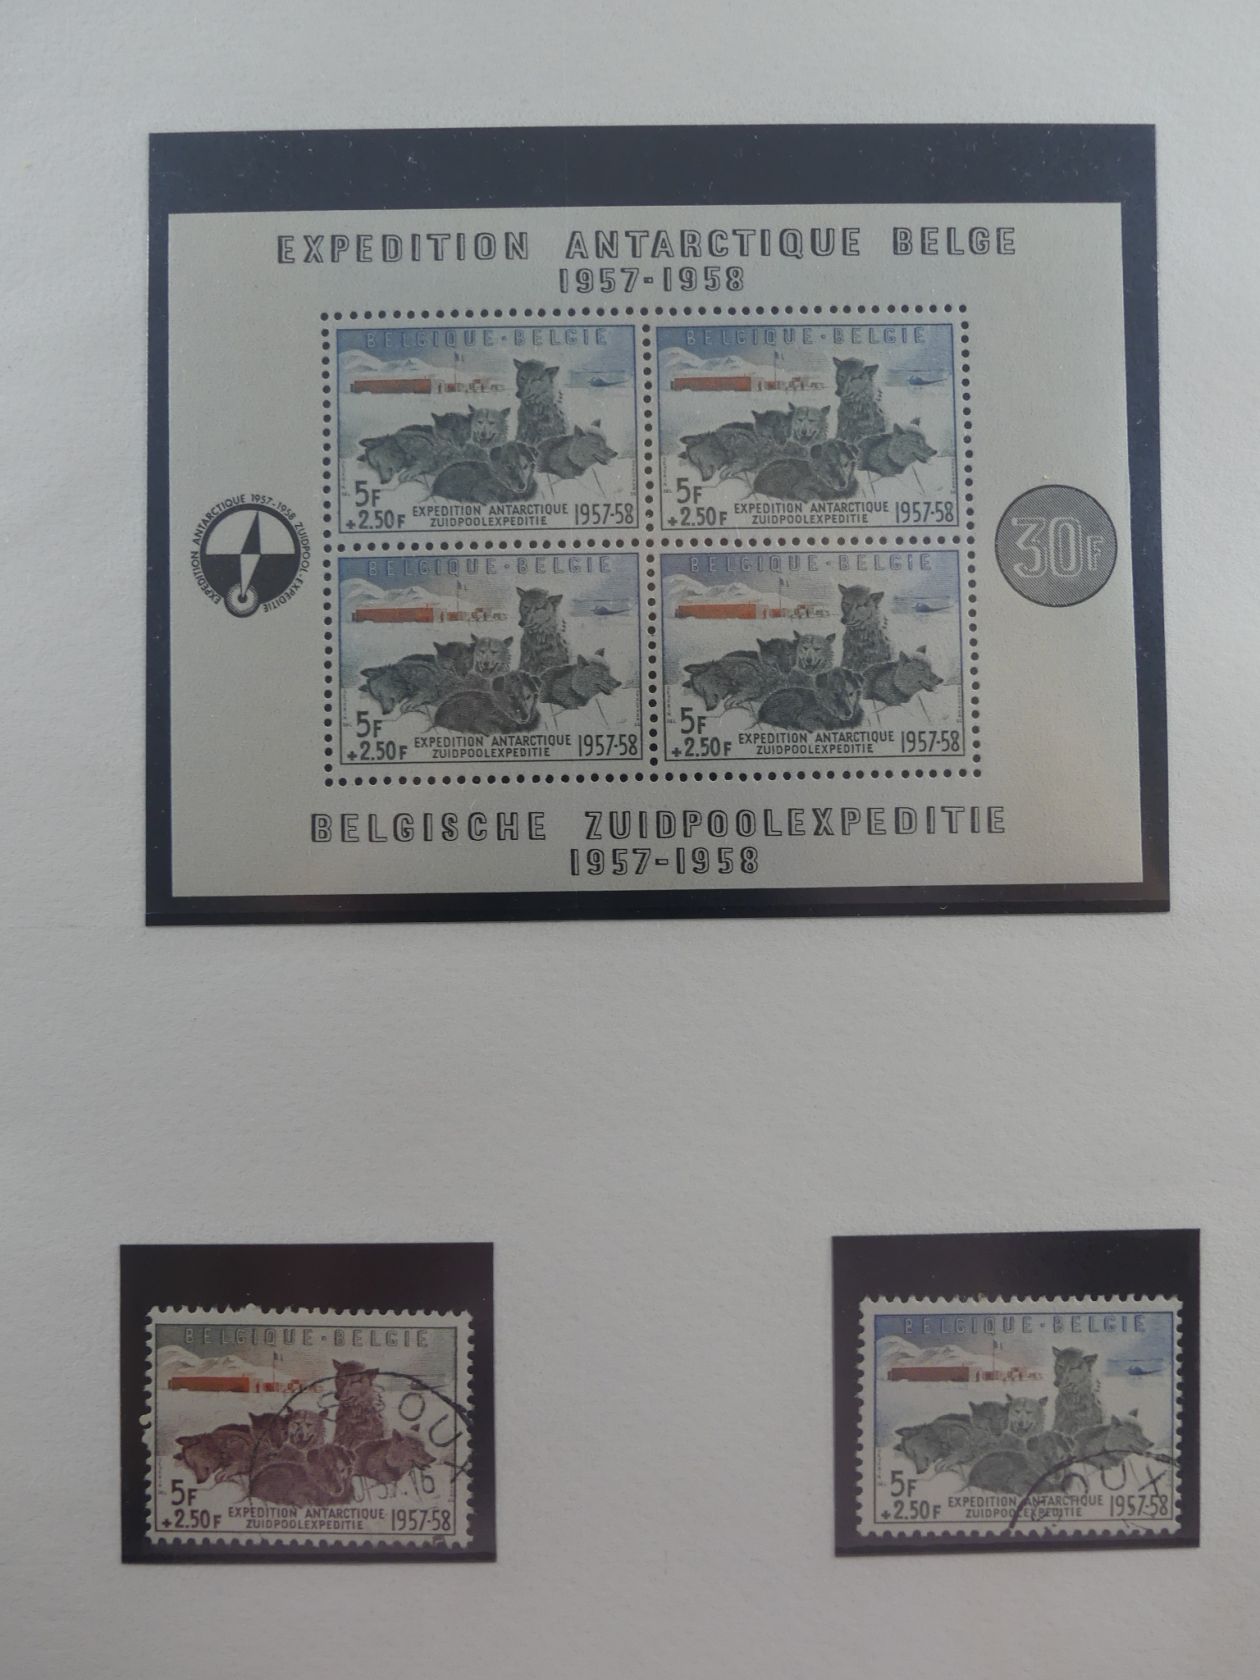 EXPEDITION ANTARCTIQUE BELGE
1957-1958
BELGIQUE·BELGIE
5F
+2.50F
EXPEDITION ANTARCTIQUE
ZUIDPOOLEXPEDITIE
1957-58
BELGIQUE·BELGIE
5F
+2.50F
EXPEDITION ANTARCTIQUE
ZUIDPOOLEXPEDITIE
1957-58
EXPEDITION ANTARCTIQUE 1957-1958 ZUIDPOOL-EXPEDITIE
30F
BELGIQUE·BELGIE
5F
+2.50F
EXPEDITION ANTARCTIQUE
ZUIDPOOLEXPEDITIE
1957-58
BELGIQUE·BELGIE
5F
+2.50F
EXPEDITION ANTARCTIQUE
ZUIDPOOLEXPEDITIE
1957-58
BELGISCHE ZUIDPOOLEXPEDITIE
1957-1958
BELGIQUE·BELGIE
5F
+2.50F
EXPEDITION ANTARCTIQUE
ZUIDPOOLEXPEDITIE
1957-58
BELGIQUE·BELGIE
5F
+2.50F
EXPEDITION ANTARCTIQUE
ZUIDPOOLEXPEDITIE
1957-58